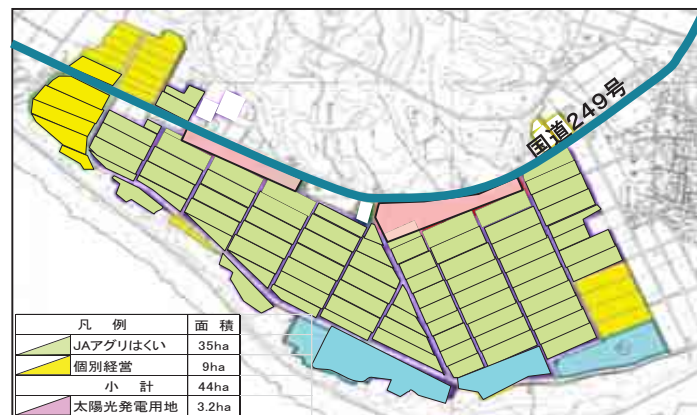 国道249号
凡 例 面 積
JAアグリはくい 35ha
個別経営 9ha
小 計 44ha
太陽光発電用地 3.2ha